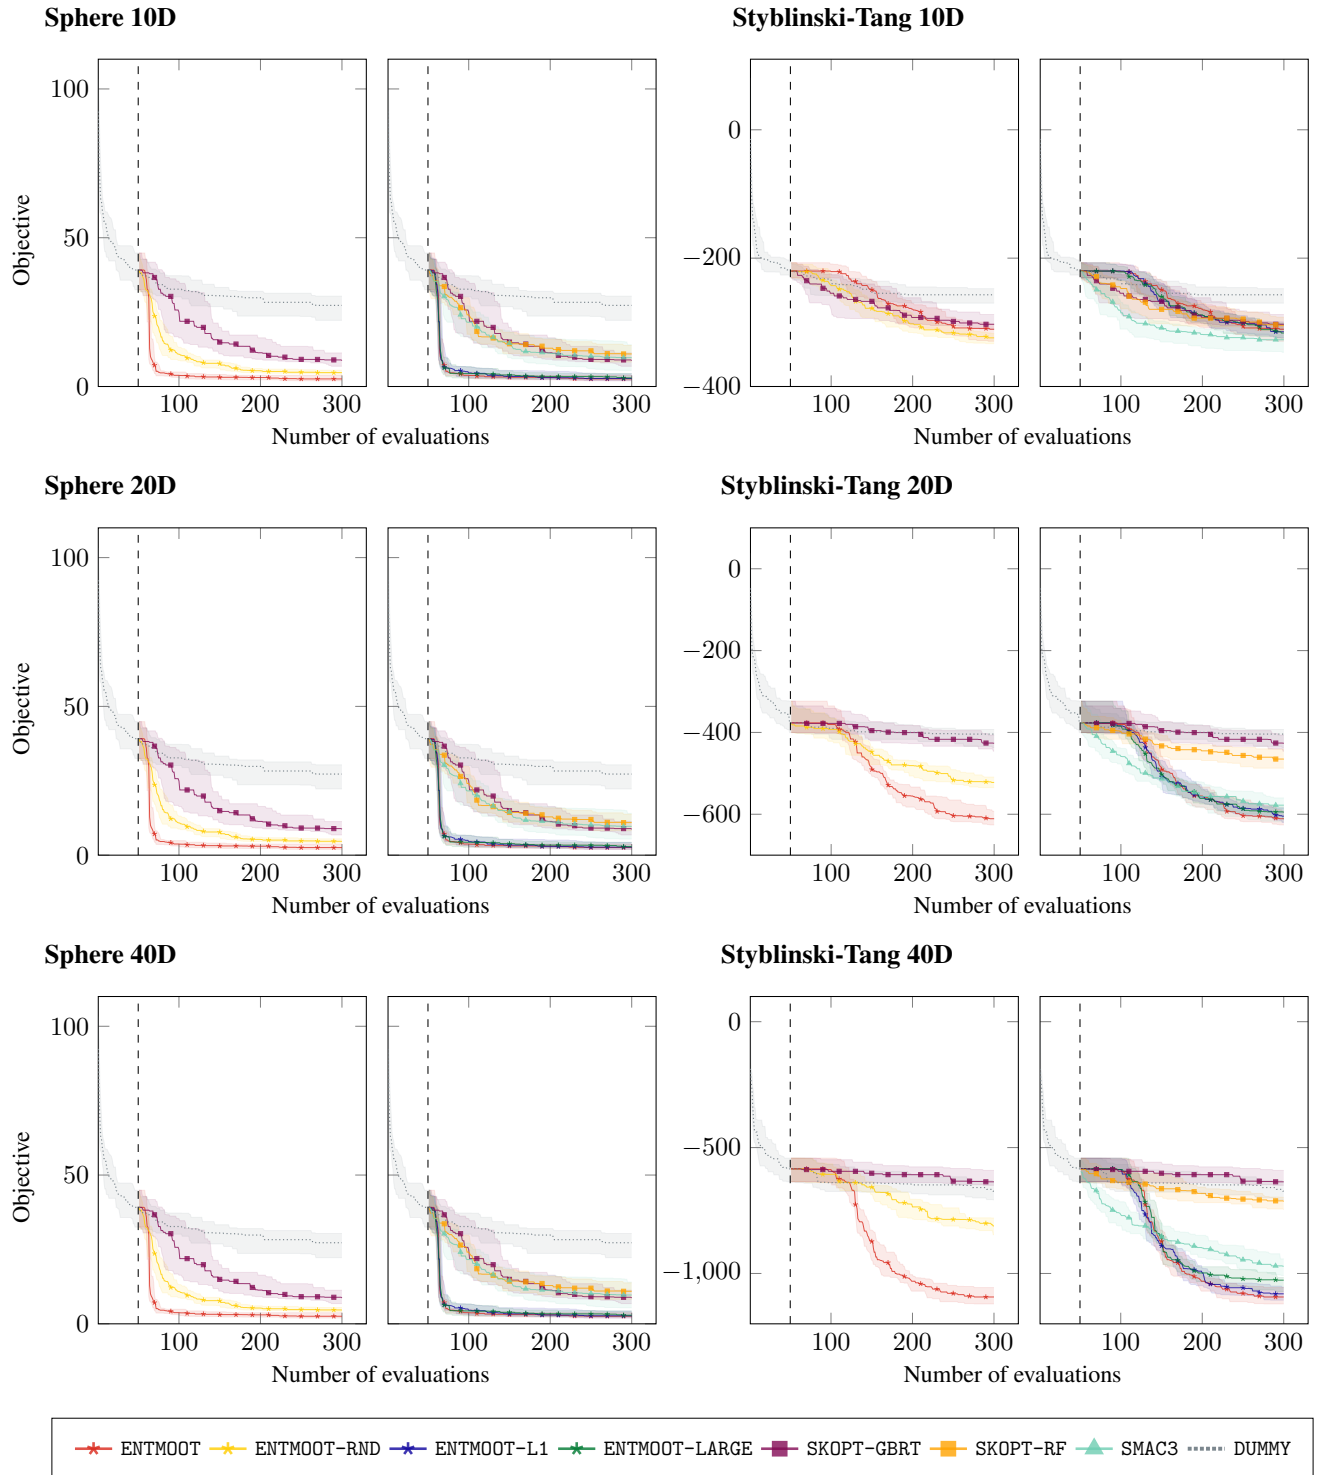 Sphere 10D
Styblinski-Tang 10D
Objective
100
50
0
100 200 300
100 200 300
Number of evaluations
0
−200
−400
100 200 300
100 200 300
Number of evaluations
Sphere 20D
Styblinski-Tang 20D
Objective
100
50
0
100 200 300
100 200 300
Number of evaluations
0
−200
−400
−600
100 200 300
100 200 300
Number of evaluations
Sphere 40D
Styblinski-Tang 40D
Objective
100
50
0
100 200 300
100 200 300
Number of evaluations
0
−500
−1,000
100 200 300
100 200 300
Number of evaluations
ENTMOOT ENTMOOT-RND ENTMOOT-L1 ENTMOOT-LARGE SKOPT-GBRT SKOPT-RF SMAC3 DUMMY